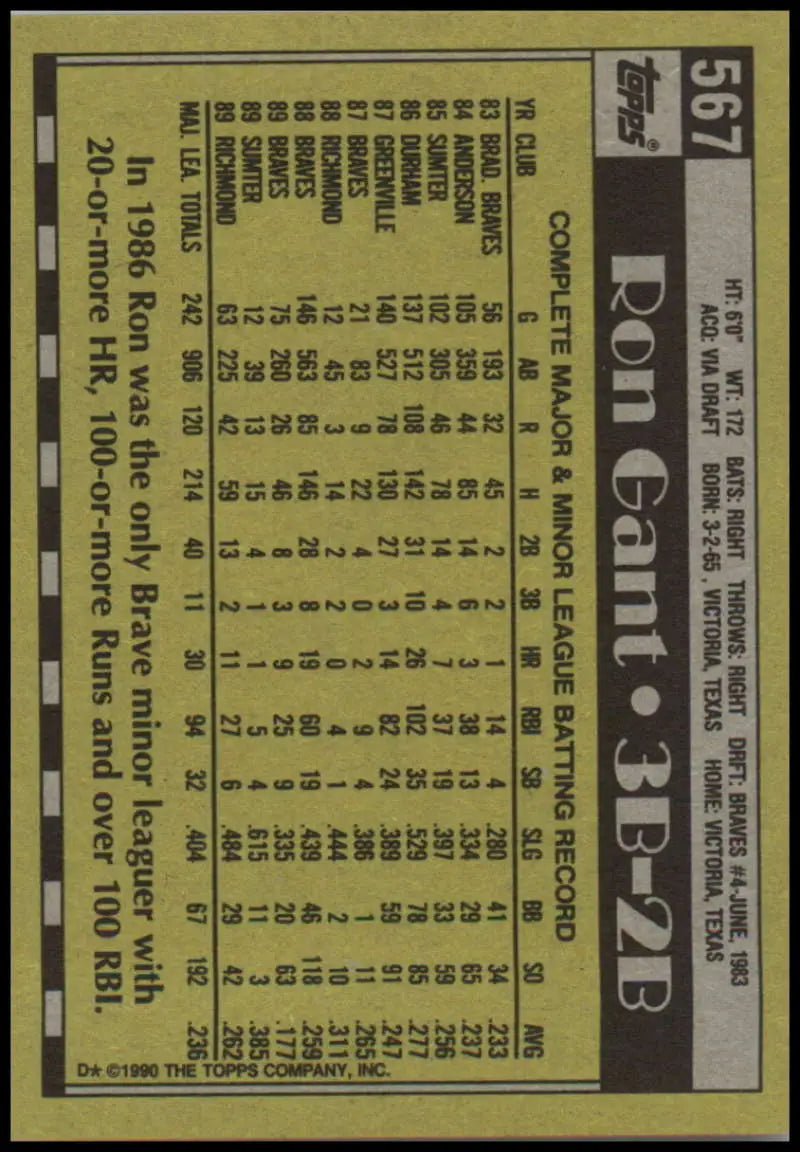 567
topps®
HT: 6'0" WT: 172 BATS: RIGHT THROWS: RIGHT DRFT: BRAVES #4-JUNE, 1983
ACQ: VIA DRAFT BORN: 3-2-65, VICTORIA, TEXAS HOME: VICTORIA, TEXAS
Ron Gant • 3B-2B
COMPLETE MAJOR & MINOR LEAGUE BATTING RECORD
YR CLUB G AB R H 2B 3B HR RBI SB SLG BB SO AVG
83 BRAD. BRAVES 56 193 32 45 2 2 1 14 4 .280 41 34 .233
84 ANDERSON 105 359 44 85 14 6 3 38 13 .334 29 65 .237
85 SUMTER 102 305 46 78 14 4 7 37 19 .397 33 59 .256
86 DURHAM 137 512 108 142 31 10 26 102 35 .529 78 85 .277
87 GREENVILLE 140 527 78 130 27 3 14 82 24 .389 59 91 .247
87 BRAVES 21 83 9 22 4 0 2 9 4 .386 1 11 .265
88 RICHMOND 12 45 3 14 2 2 0 4 1 .444 2 10 .311
88 BRAVES 146 563 85 146 28 8 19 60 19 .439 46 118 .259
89 BRAVES 75 260 26 46 8 3 9 25 9 .335 20 63 .177
89 SUMTER 12 39 13 15 4 1 1 5 4 .615 11 3 .385
89 RICHMOND 63 225 42 59 13 2 11 27 6 .484 29 42 .262
MAJ. LEA. TOTALS 242 906 120 214 40 11 30 94 32 .404 67 192 .236
In 1986 Ron was the only Brave minor leaguer with
20-or-more HR, 100-or-more Runs and over 100 RBI.
D* ©1990 THE TOPPS COMPANY, INC.